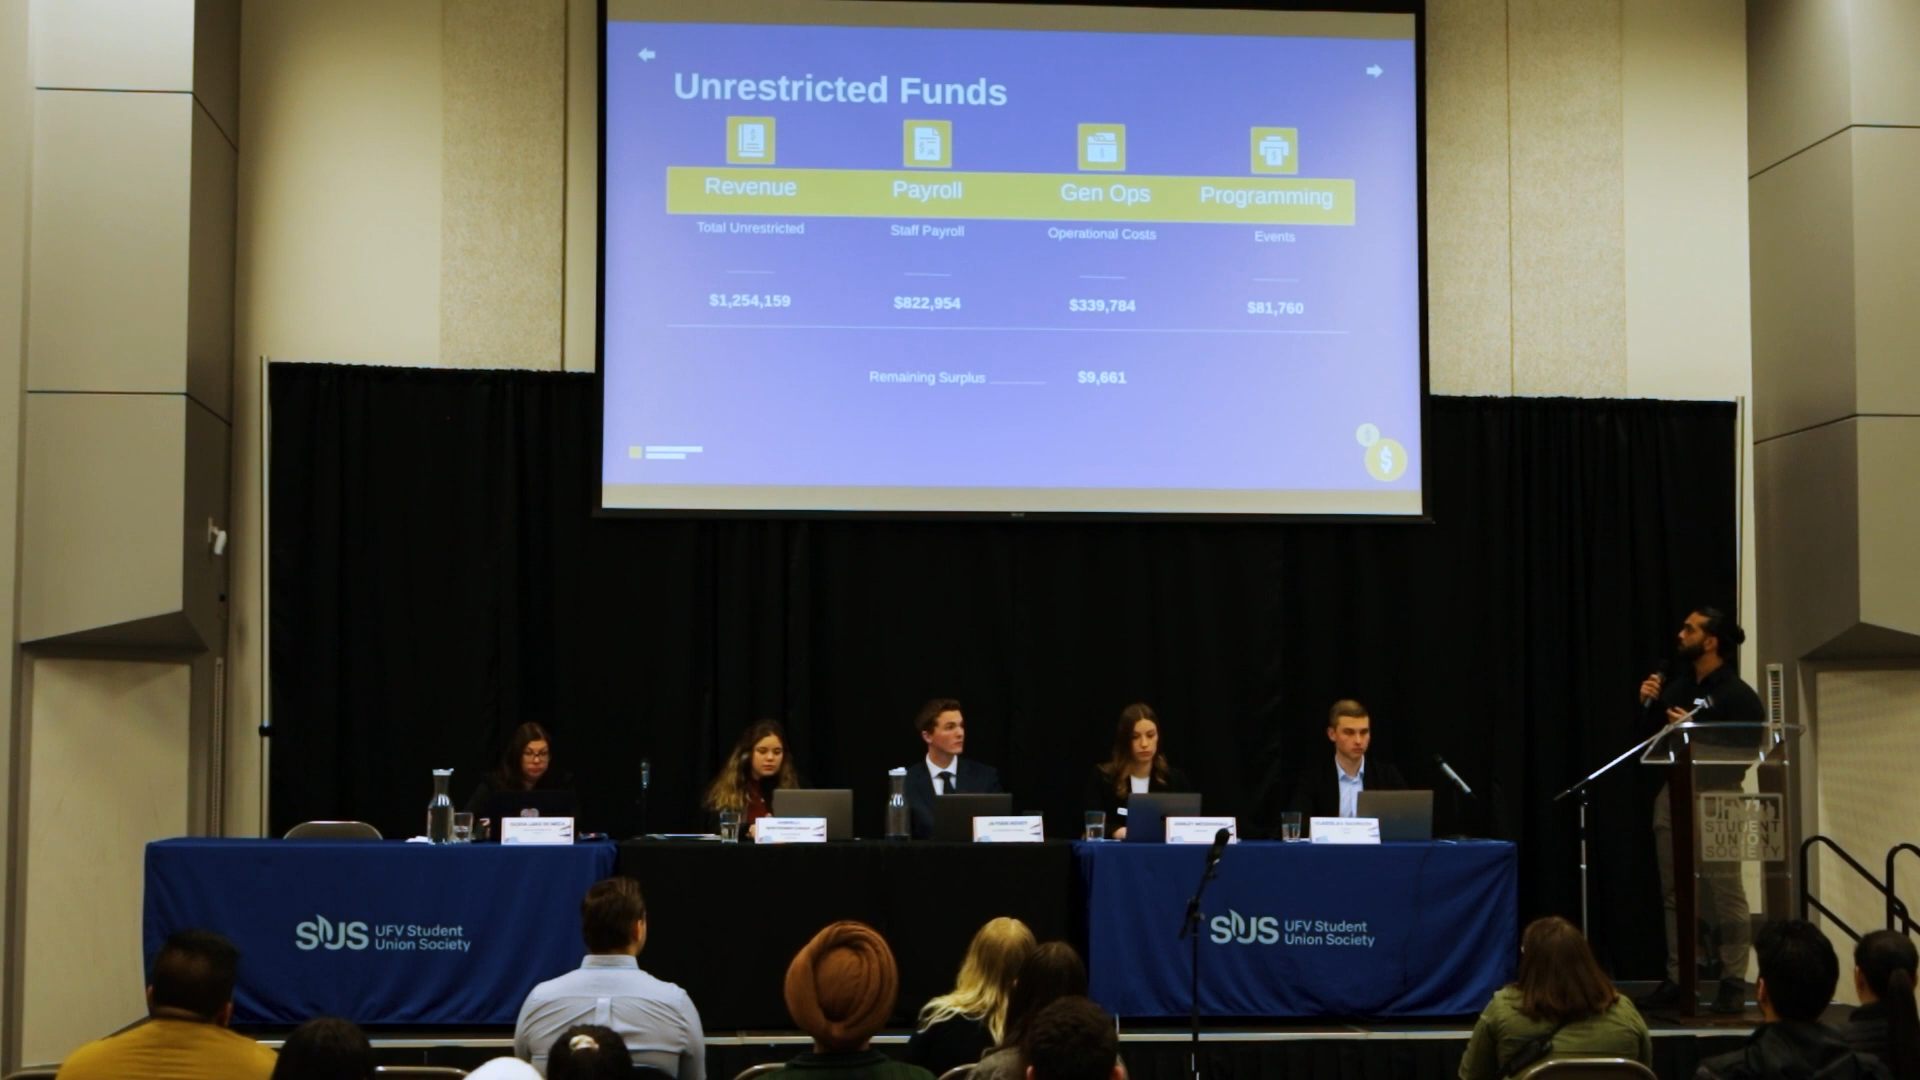 Unrestricted Funds
Revenue Payroll Gen Ops Programming
Total Unrestricted Staff Payroll Operational Costs Events
$1,254,159 $822,954 $339,784 $81,760
Remaining Surplus $9,661
SUS UFV Student
Union Society
SUS UFV Student
Union Society
UFV
STUDENT
UNION
SOCIETY